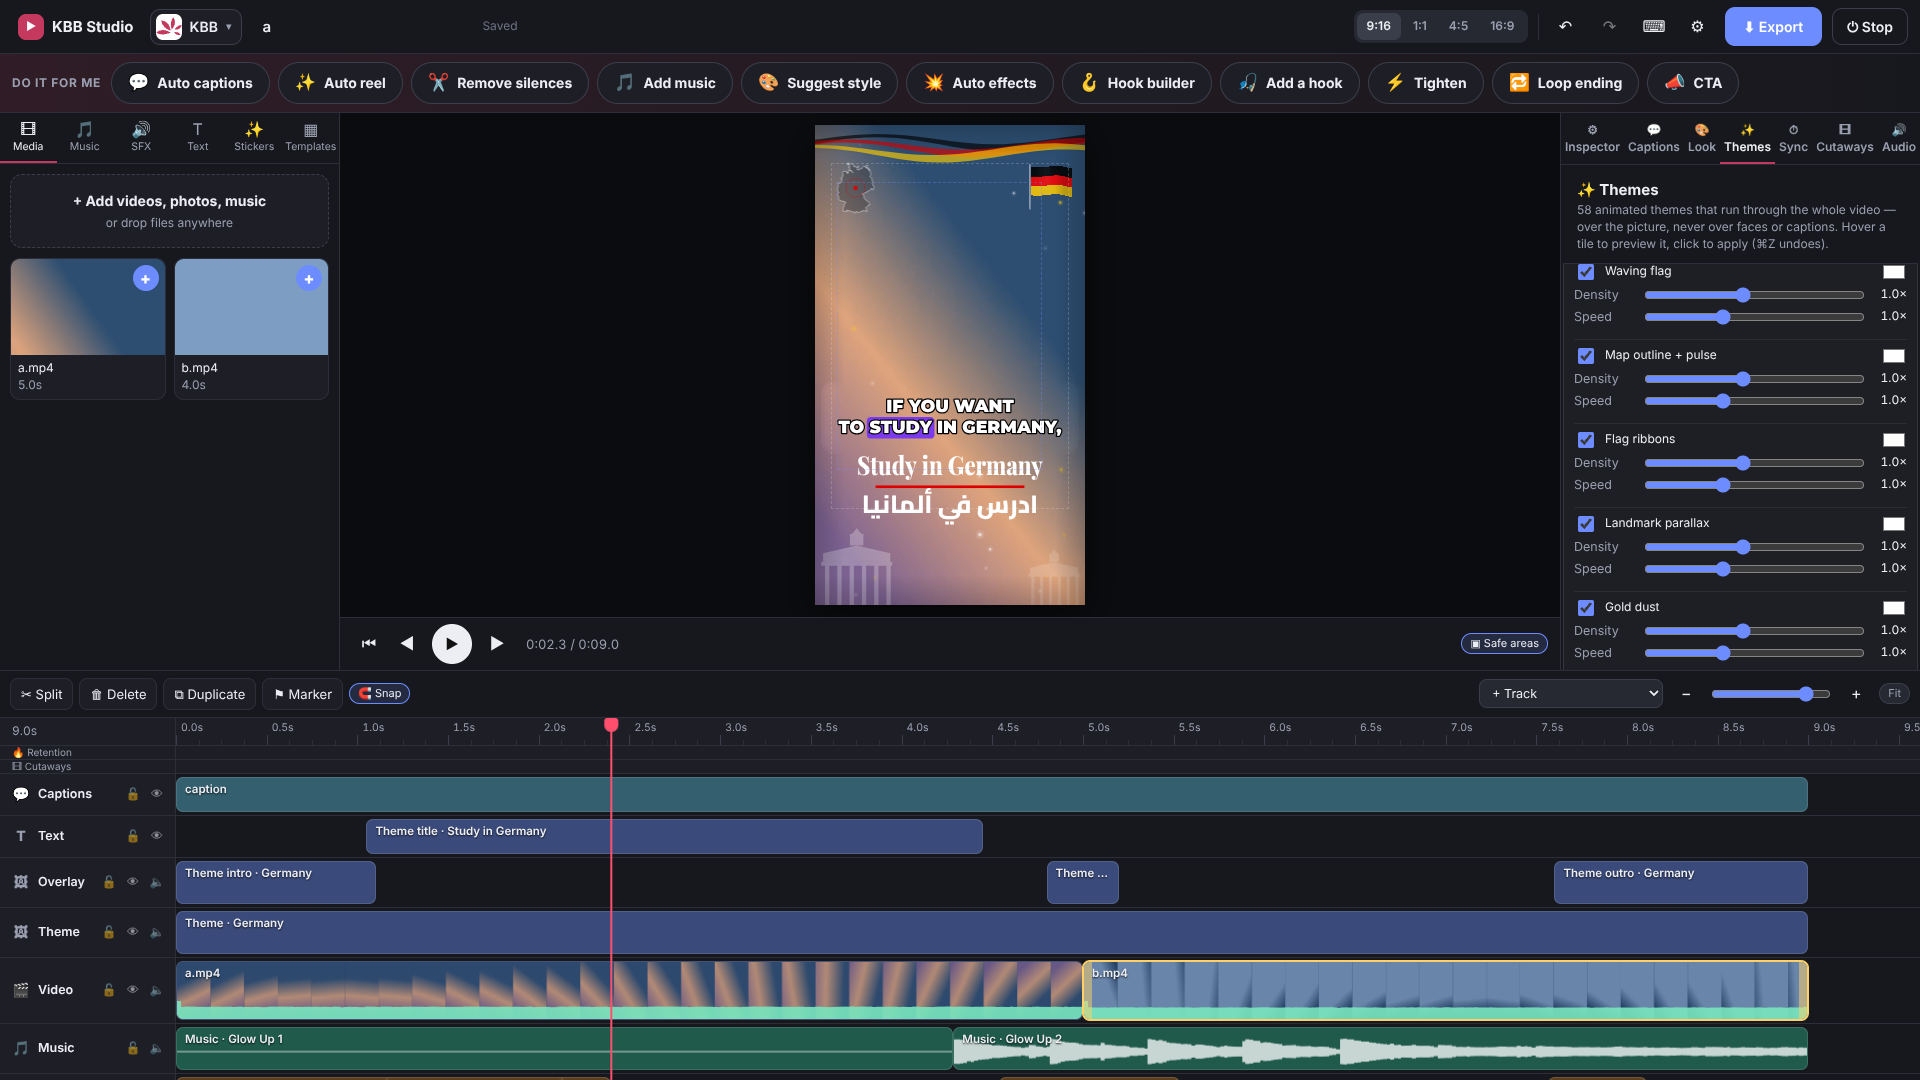 KBB Studio
KBB
a
Saved
9:16
1:1
4:5
16:9
Export
Stop
DO IT FOR ME
Auto captions
Auto reel
Remove silences
Add music
Suggest style
Auto effects
Hook builder
Add a hook
Tighten
Loop ending
CTA
Media
Music
SFX
Text
Stickers
Templates
+ Add videos, photos, music
or drop files anywhere
a.mp4
5.0s
b.mp4
4.0s
IF YOU WANT
TO STUDY IN GERMANY,
Study in Germany
ادرس في ألمانيا
0:02.3 / 0:09.0
Safe areas
Inspector
Captions
Look
Themes
Sync
Cutaways
Audio
✨ Themes
58 animated themes that run through the whole video —
over the picture, never over faces or captions. Hover a
tile to preview it, click to apply (⌘Z undoes).
Waving flag
Density 1.0×
Speed 1.0×
Map outline + pulse
Density 1.0×
Speed 1.0×
Flag ribbons
Density 1.0×
Speed 1.0×
Landmark parallax
Density 1.0×
Speed 1.0×
Gold dust
Density 1.0×
Speed 1.0×
Split
Delete
Duplicate
Marker
Snap
+ Track
Fit
9.0s
0.0s 0.5s 1.0s 1.5s 2.0s 2.5s 3.0s 3.5s 4.0s 4.5s 5.0s 5.5s 6.0s 6.5s 7.0s 7.5s 8.0s 8.5s 9.0s 9.5
Retention
Cutaways
Captions
caption
Text
Theme title · Study in Germany
Overlay
Theme intro · Germany
Theme ...
Theme outro · Germany
Theme
Theme · Germany
Video
a.mp4
b.mp4
Music
Music · Glow Up 1
Music · Glow Up 2